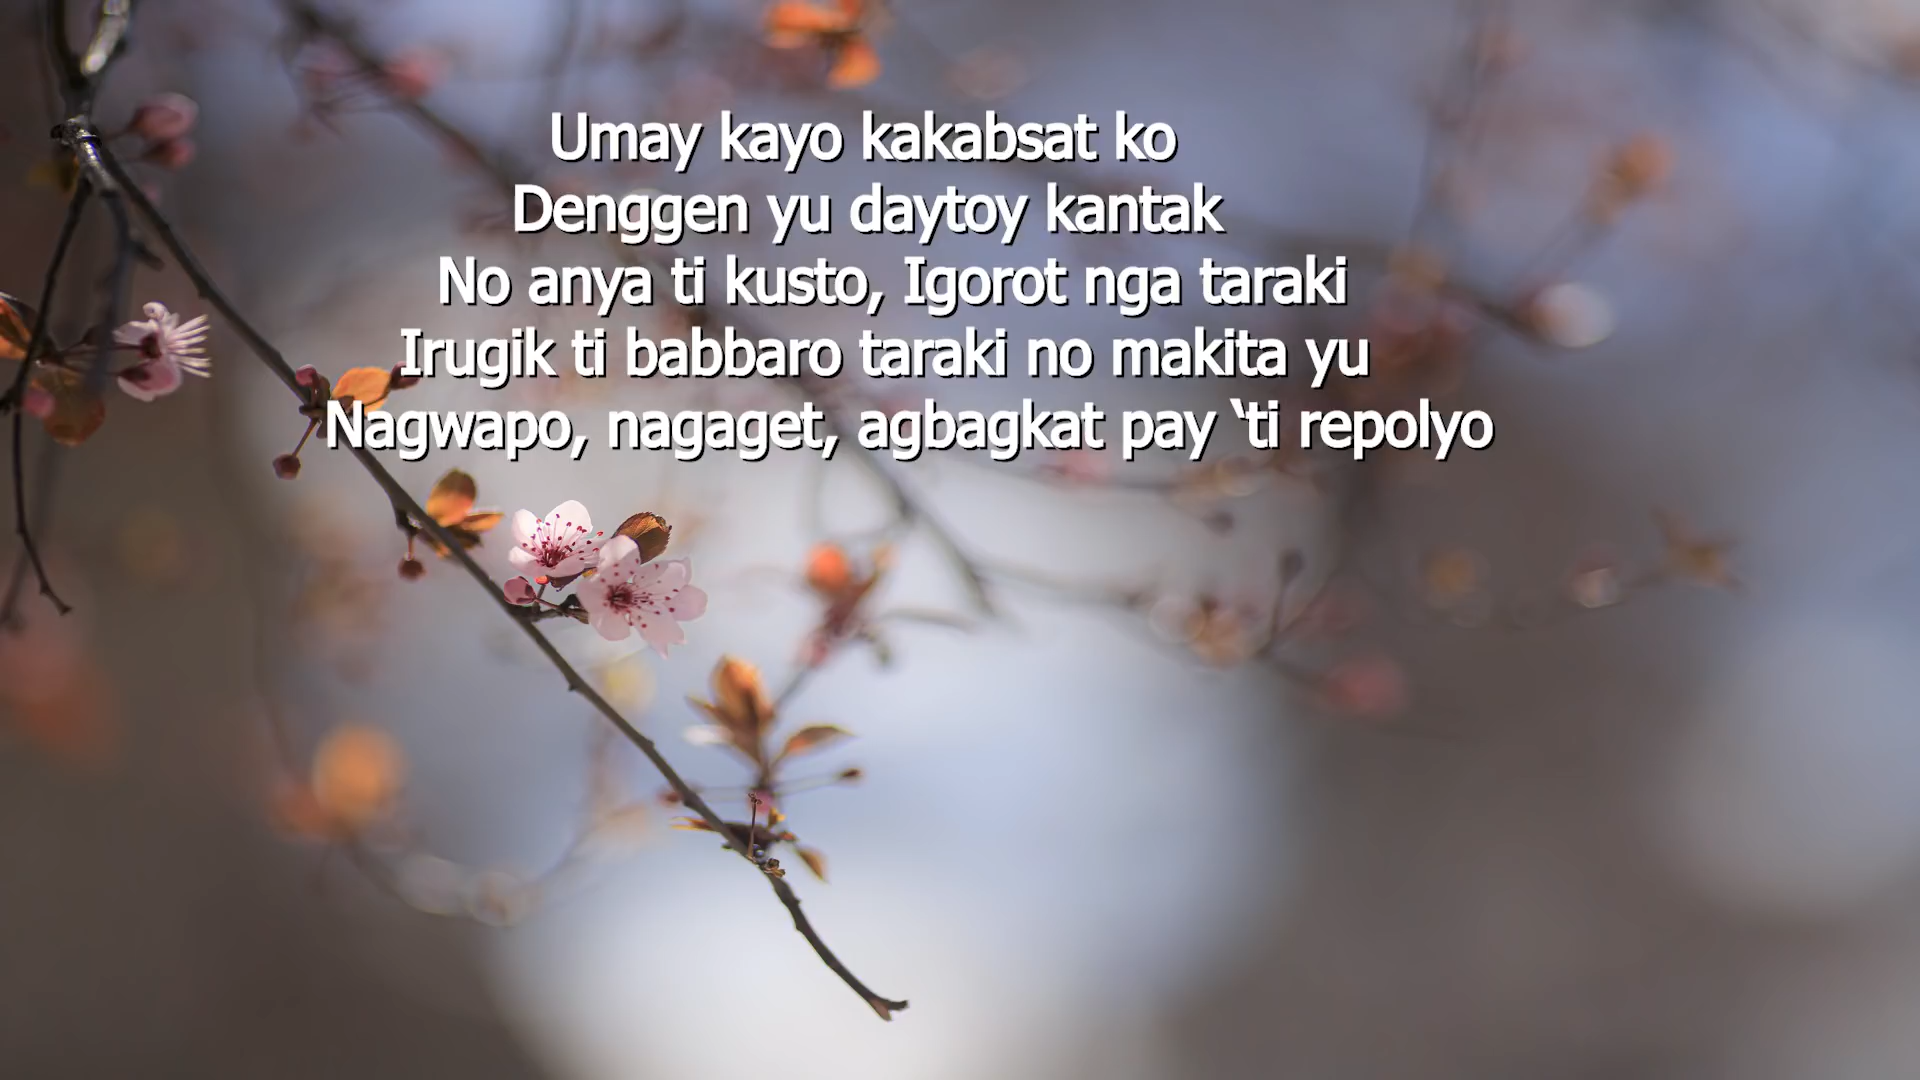 Umay kayo kakabsat ko
Denggen yu daytoy kantak
No anya ti kusto, Igorot nga taraki
Irugik ti babbaro taraki no makita yu
Nagwapo, nagaget, agbagkat pay ‘ti repolyo